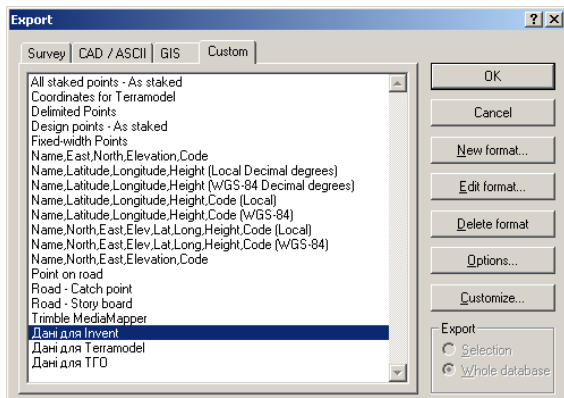 Export
Survey CAD / ASCII GIS Custom
All staked points - As staked
Coordinates for Terramodel
Delimited Points
Design points - As staked
Fixed-width Points
Name,East,North,Elevation,Code
Name,Latitude,Longitude,Height (Local Decimal degrees)
Name,Latitude,Longitude,Height (WGS-84 Decimal degrees)
Name,Latitude,Longitude,Height,Code (Local)
Name,Latitude,Longitude,Height,Code (WGS-84)
Name,North,East,Elev,Lat,Long,Height,Code (Local)
Name,North,East,Elev,Lat,Long,Height,Code (WGS-84)
Name,North,East,Elevation,Code
Point on road
Road - Catch point
Road - Story board
Trimble MediaMapper
Дані для Invent
Дані для Terramodel
Дані для ТГО
OK
Cancel
New format...
Edit format...
Delete format
Options...
Customize...
Export
Selection
Whole database